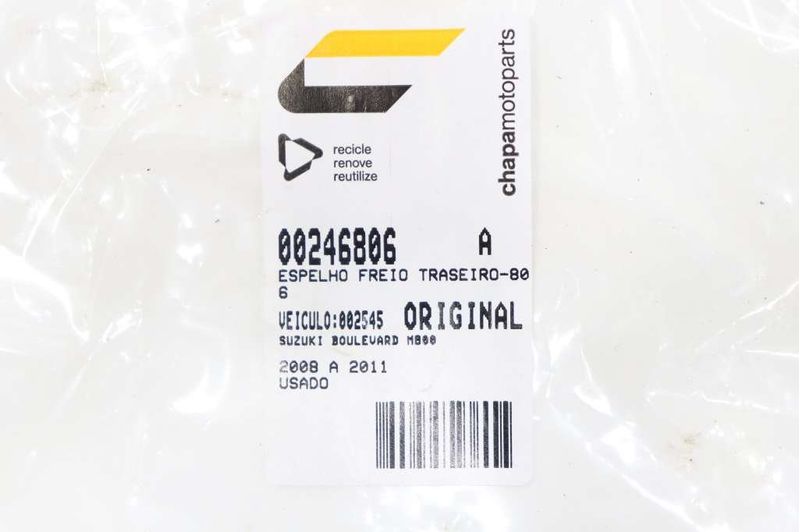 chapamotoparts
recicle
renove
reutilize
00246806 A
ESPELHO FREIO TRASEIRO-80
6
VEICULO:002545 ORIGINAL
SUZUKI BOULEVARD M800
2008 A 2011
USADO